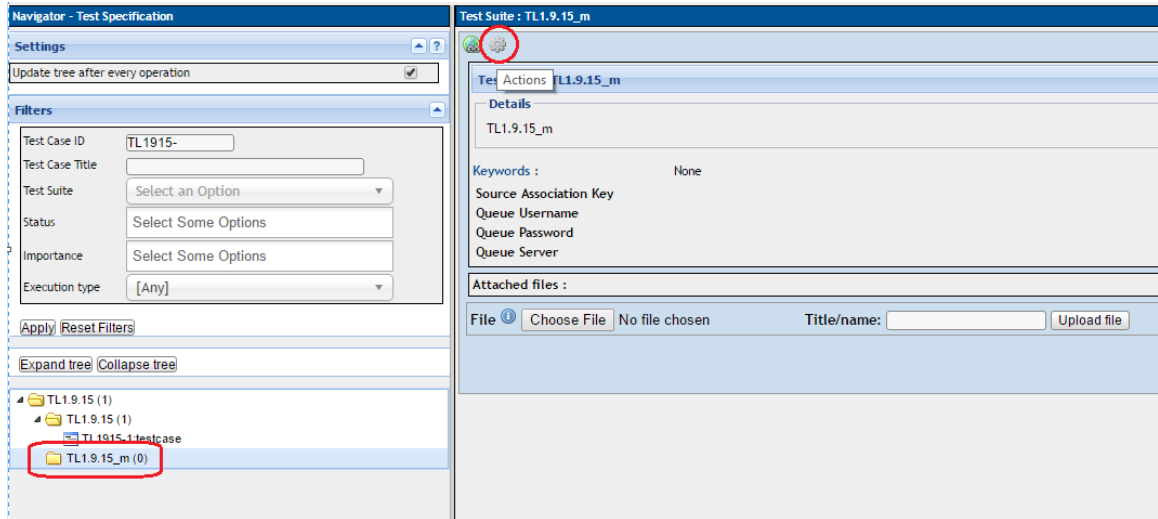 Navigator - Test Specification
Settings
?
Update tree after every operation
Filters
Test Case ID TL1915-
Test Case Title
Test Suite Select an Option
Status Select Some Options
Importance Select Some Options
Execution type [Any]
Apply Reset Filters
Expand tree Collapse tree
TL1.9.15 (1)
TL1.9.15 (1)
TL1915-1:testcase
TL1.9.15_m (0)
Test Suite : TL1.9.15_m
Actions
Tes TL1.9.15_m
Details
TL1.9.15_m
Keywords : None
Source Association Key
Queue Username
Queue Password
Queue Server
Attached files :
File i Choose File No file chosen Title/name: Upload file